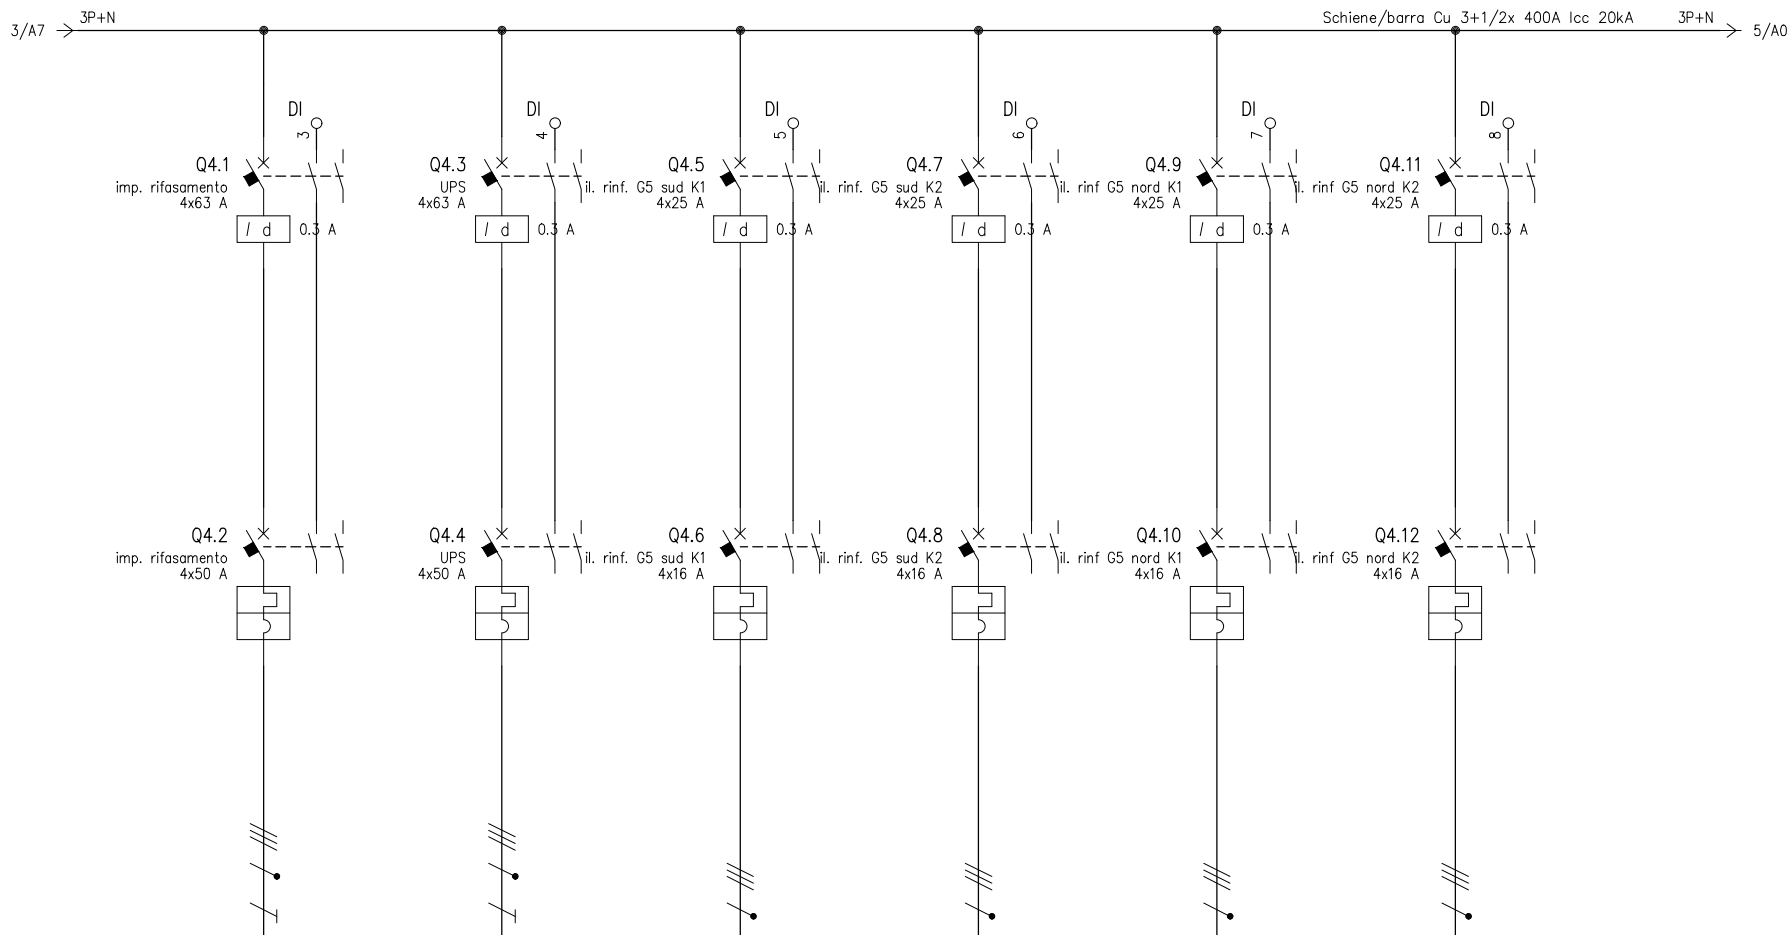 3/A7
3P+N
Schiene/barra Cu 3+1/2x 400A Icc 20kA
3P+N
5/A0
DI
3
DI
4
DI
5
DI
6
DI
7
DI
8
Q4.1
imp. rifasamento
4x63 A
I d
0.3 A
Q4.3
UPS
4x63 A
I d
0.3 A
Q4.5
il. rinf. G5 sud K1
4x25 A
I d
0.3 A
Q4.7
il. rinf. G5 sud K2
4x25 A
I d
0.3 A
Q4.9
il. rinf G5 nord K1
4x25 A
I d
0.3 A
Q4.11
il. rinf G5 nord K2
4x25 A
I d
0.3 A
Q4.2
imp. rifasamento
4x50 A
Q4.4
UPS
4x50 A
Q4.6
il. rinf. G5 sud K1
4x16 A
Q4.8
il. rinf. G5 sud K2
4x16 A
Q4.10
il. rinf G5 nord K1
4x16 A
Q4.12
il. rinf G5 nord K2
4x16 A